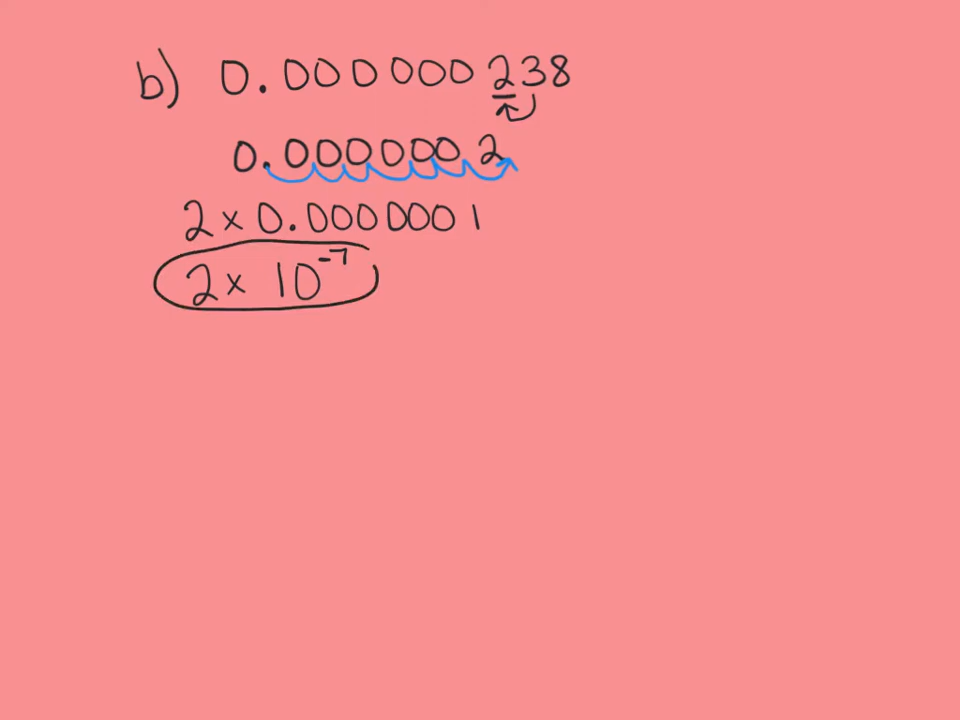 b) 0.000000238
0.0000002
2 × 0.0000001
2 × 10⁻⁷